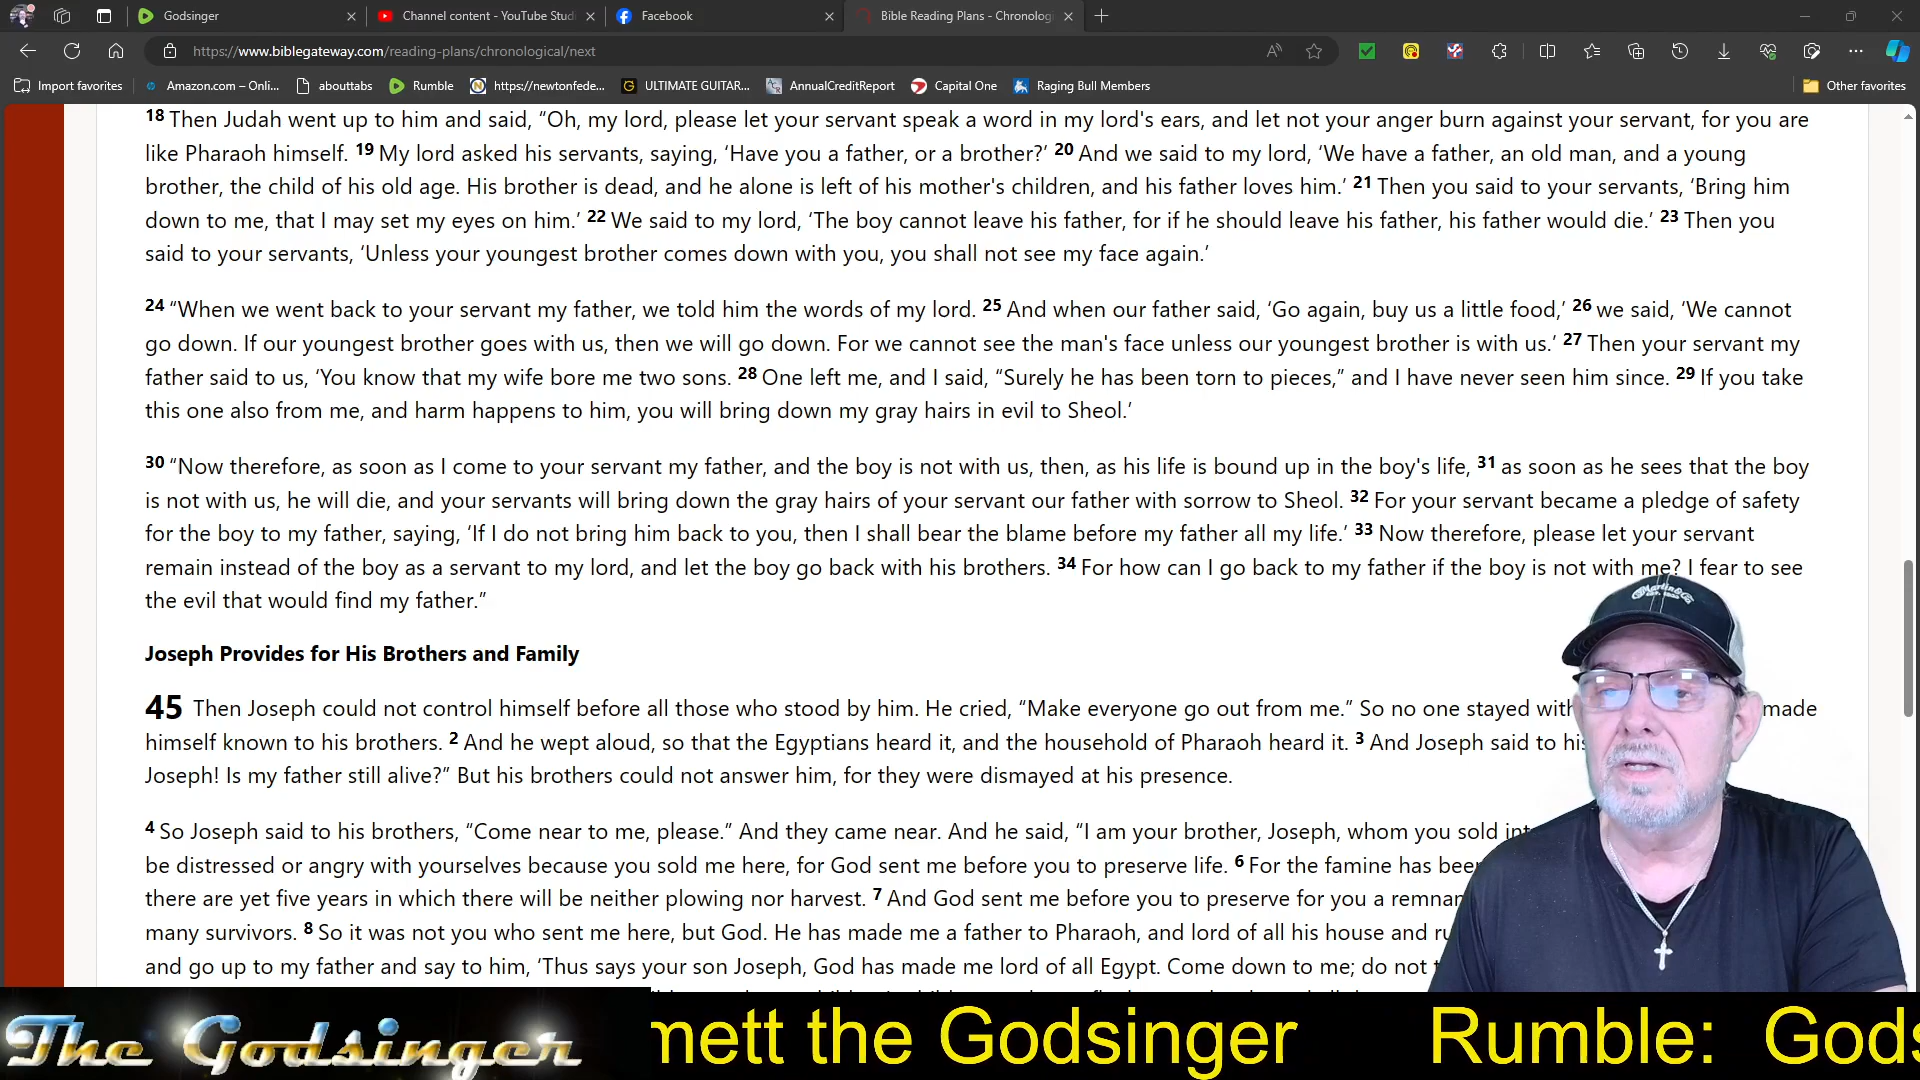 Godsinger
Channel content - YouTube Stud
Facebook
Bible Reading Plans - Chronolog
https://www.biblegateway.com/reading-plans/chronological/next
Import favorites
Amazon.com – Onli...
abouttabs
Rumble
https://newtonfede...
ULTIMATE GUITAR...
AnnualCreditReport
Capital One
Raging Bull Members
Other favorites
18 Then Judah went up to him and said, “Oh, my lord, please let your servant speak a word in my lord's ears, and let not your anger burn against your servant, for you are
like Pharaoh himself. 19 My lord asked his servants, saying, ‘Have you a father, or a brother?’ 20 And we said to my lord, ‘We have a father, an old man, and a young
brother, the child of his old age. His brother is dead, and he alone is left of his mother's children, and his father loves him.’ 21 Then you said to your servants, ‘Bring him
down to me, that I may set my eyes on him.’ 22 We said to my lord, ‘The boy cannot leave his father, for if he should leave his father, his father would die.’ 23 Then you
said to your servants, ‘Unless your youngest brother comes down with you, you shall not see my face again.’
24 “When we went back to your servant my father, we told him the words of my lord. 25 And when our father said, ‘Go again, buy us a little food,’ 26 we said, ‘We cannot
go down. If our youngest brother goes with us, then we will go down. For we cannot see the man's face unless our youngest brother is with us.’ 27 Then your servant my
father said to us, ‘You know that my wife bore me two sons. 28 One left me, and I said, “Surely he has been torn to pieces,” and I have never seen him since. 29 If you take
this one also from me, and harm happens to him, you will bring down my gray hairs in evil to Sheol.’
30 “Now therefore, as soon as I come to your servant my father, and the boy is not with us, then, as his life is bound up in the boy's life, 31 as soon as he sees that the boy
is not with us, he will die, and your servants will bring down the gray hairs of your servant our father with sorrow to Sheol. 32 For your servant became a pledge of safety
for the boy to my father, saying, ‘If I do not bring him back to you, then I shall bear the blame before my father all my life.’ 33 Now therefore, please let your servant
remain instead of the boy as a servant to my lord, and let the boy go back with his brothers. 34 For how can I go back to my father if the boy is not with me? I fear to see
the evil that would find my father.”
Joseph Provides for His Brothers and Family
45 Then Joseph could not control himself before all those who stood by him. He cried, “Make everyone go out from me.” So no one stayed with made
himself known to his brothers. 2 And he wept aloud, so that the Egyptians heard it, and the household of Pharaoh heard it. 3 And Joseph said to his
Joseph! Is my father still alive?” But his brothers could not answer him, for they were dismayed at his presence.
4 So Joseph said to his brothers, “Come near to me, please.” And they came near. And he said, “I am your brother, Joseph, whom you sold int
be distressed or angry with yourselves because you sold me here, for God sent me before you to preserve life. 6 For the famine has been
there are yet five years in which there will be neither plowing nor harvest. 7 And God sent me before you to preserve for you a remnan
many survivors. 8 So it was not you who sent me here, but God. He has made me a father to Pharaoh, and lord of all his house and ru
and go up to my father and say to him, ‘Thus says your son Joseph, God has made me lord of all Egypt. Come down to me; do not t
Martin & Co.
EST. 1833
The Godsinger
mett the Godsinger Rumble: Gods